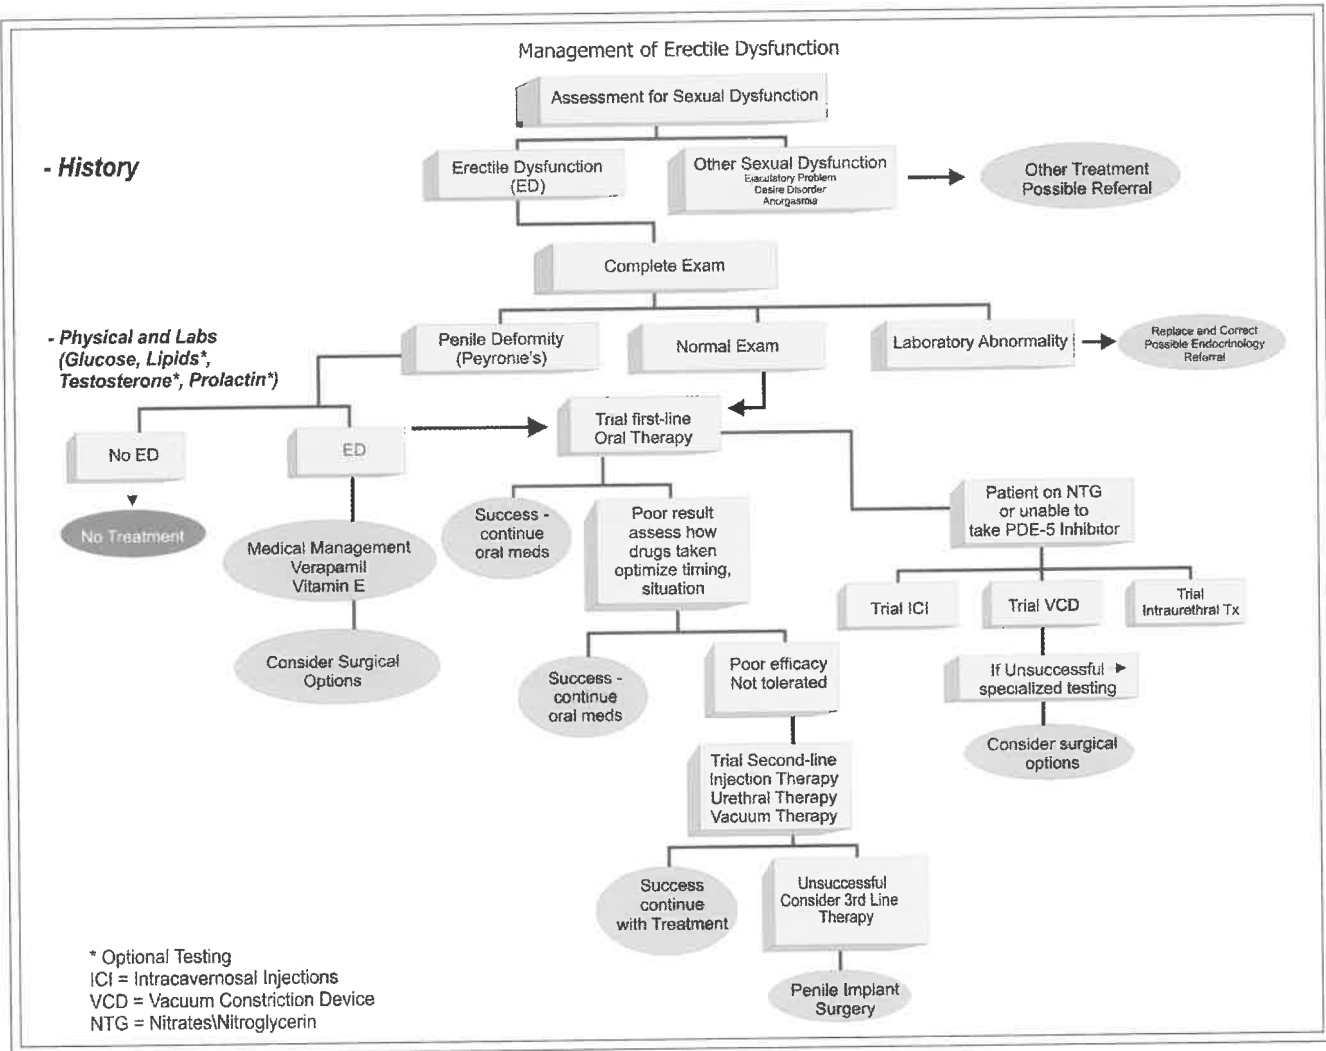 Management of Erectile Dysfunction
Assessment for Sexual Dysfunction
- History
Erectile Dysfunction
(ED)
Other Sexual Dysfunction
Ejaculatory Problem
Desire Disorder
Anorgasmia
Other Treatment
Possible Referral
Complete Exam
- Physical and Labs
(Glucose, Lipids*,
Testosterone*, Prolactin*)
Penile Deformity
(Peyronie's)
Normal Exam
Laboratory Abnormality
Replace and Correct
Possible Endocrinology
Referral
No ED
ED
Trial first-line
Oral Therapy
No Treatment
Medical Management
Verapamil
Vitamin E
Consider Surgical
Options
Success -
continue
oral meds
Poor result
assess how
drugs taken
optimize timing,
situation
Patient on NTG
or unable to
take PDE-5 Inhibitor
Trial ICI
Trial VCD
Trial
Intraurethral Tx
Success -
continue
oral meds
Poor efficacy
Not tolerated
If Unsuccessful
specialized testing
Consider surgical
options
Trial Second-line
Injection Therapy
Urethral Therapy
Vacuum Therapy
Success
continue
with Treatment
Unsuccessful
Consider 3rd Line
Therapy
Penile Implant
Surgery
* Optional Testing
ICI = Intracavernosal Injections
VCD = Vacuum Constriction Device
NTG = Nitrates\Nitroglycerin